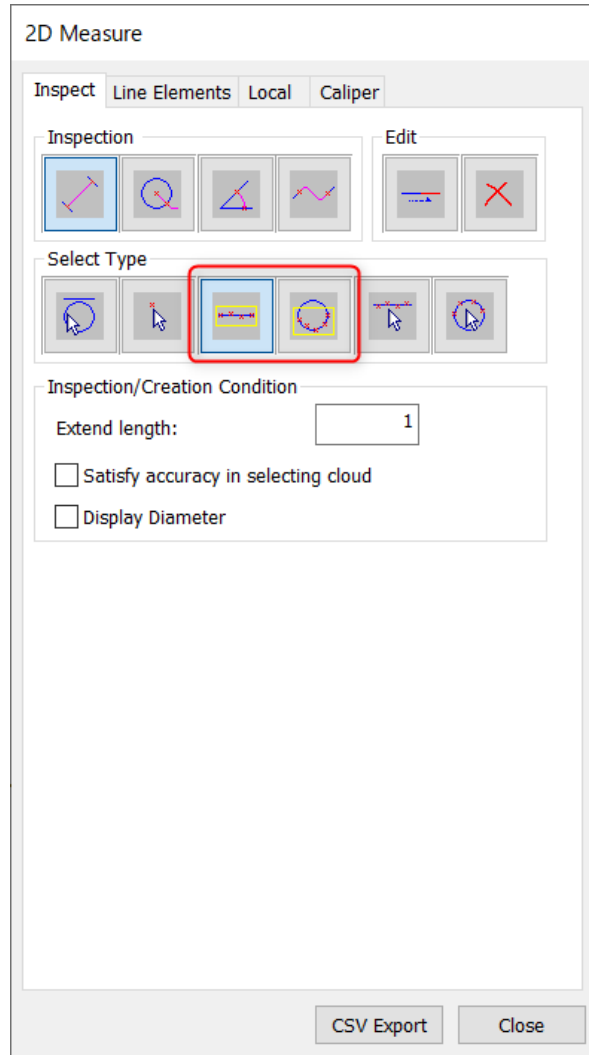 2D Measure
Inspect Line Elements Local Caliper
Inspection Edit
Select Type
Inspection/Creation Condition
Extend length: 1
Satisfy accuracy in selecting cloud
Display Diameter
CSV Export Close